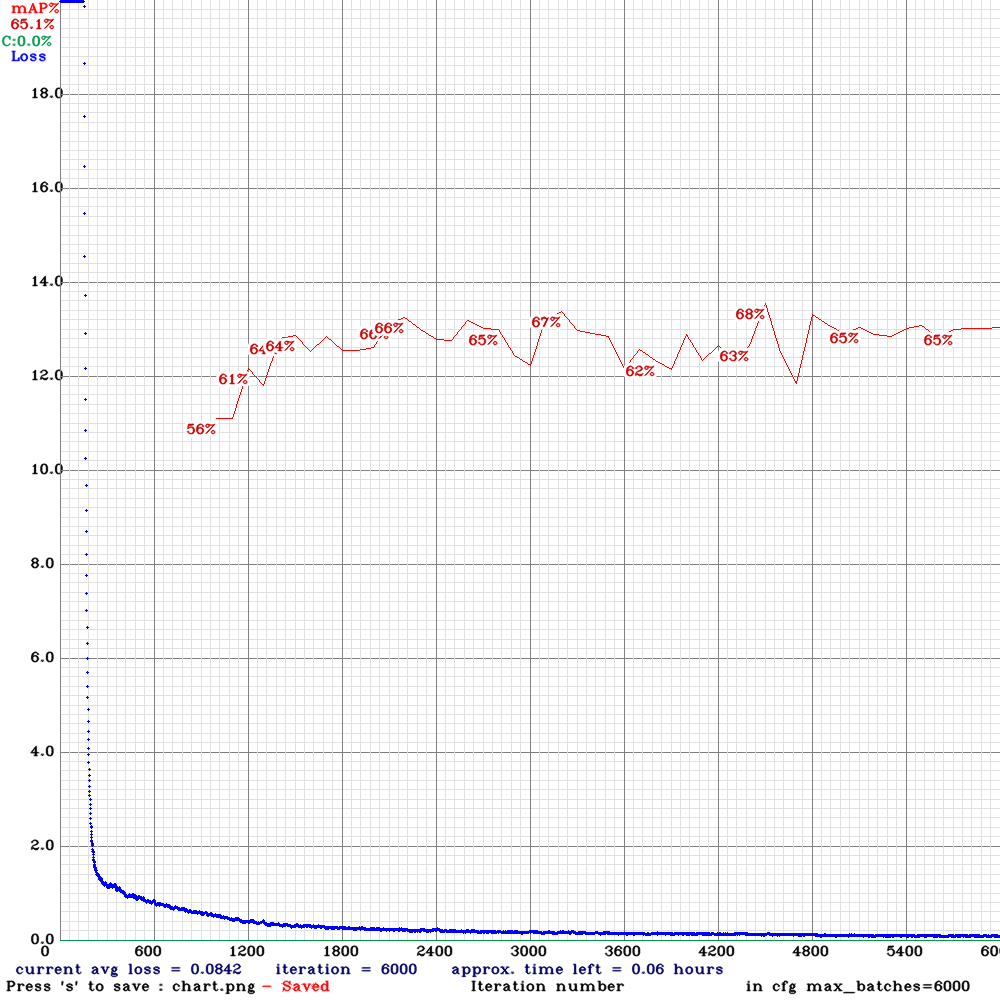 mAP%
65.1%
C:0.0%
Loss
18.0
16.0
14.0
68%
67%
66%
64% 64% 65% 65% 65%
63%
12.0
61% 62%
56%
10.0
8.0
6.0
4.0
2.0
0.0
0 600 1200 1800 2400 3000 3600 4200 4800 5400 600
current avg loss = 0.0842 iteration = 6000 approx. time left = 0.06 hours
Press 's' to save : chart.png - Saved Iteration number in cfg max_batches=6000